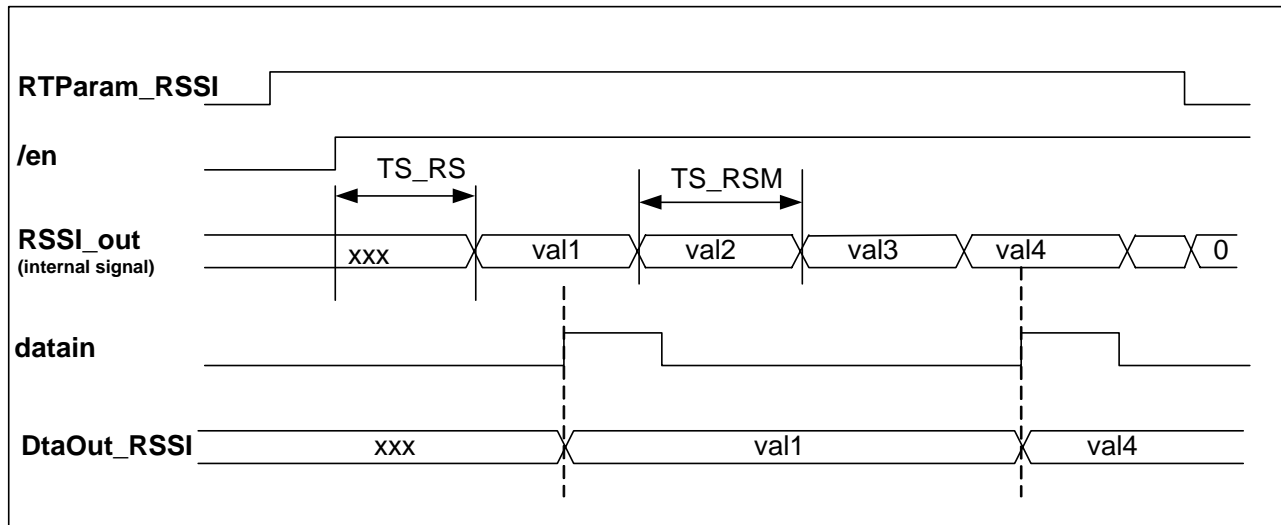 RTParam_RSSI
/en
TS_RS
TS_RSM
RSSI_out
(internal signal)
xxx
val1
val2
val3
val4
0
datain
DtaOut_RSSI
xxx
val1
val4